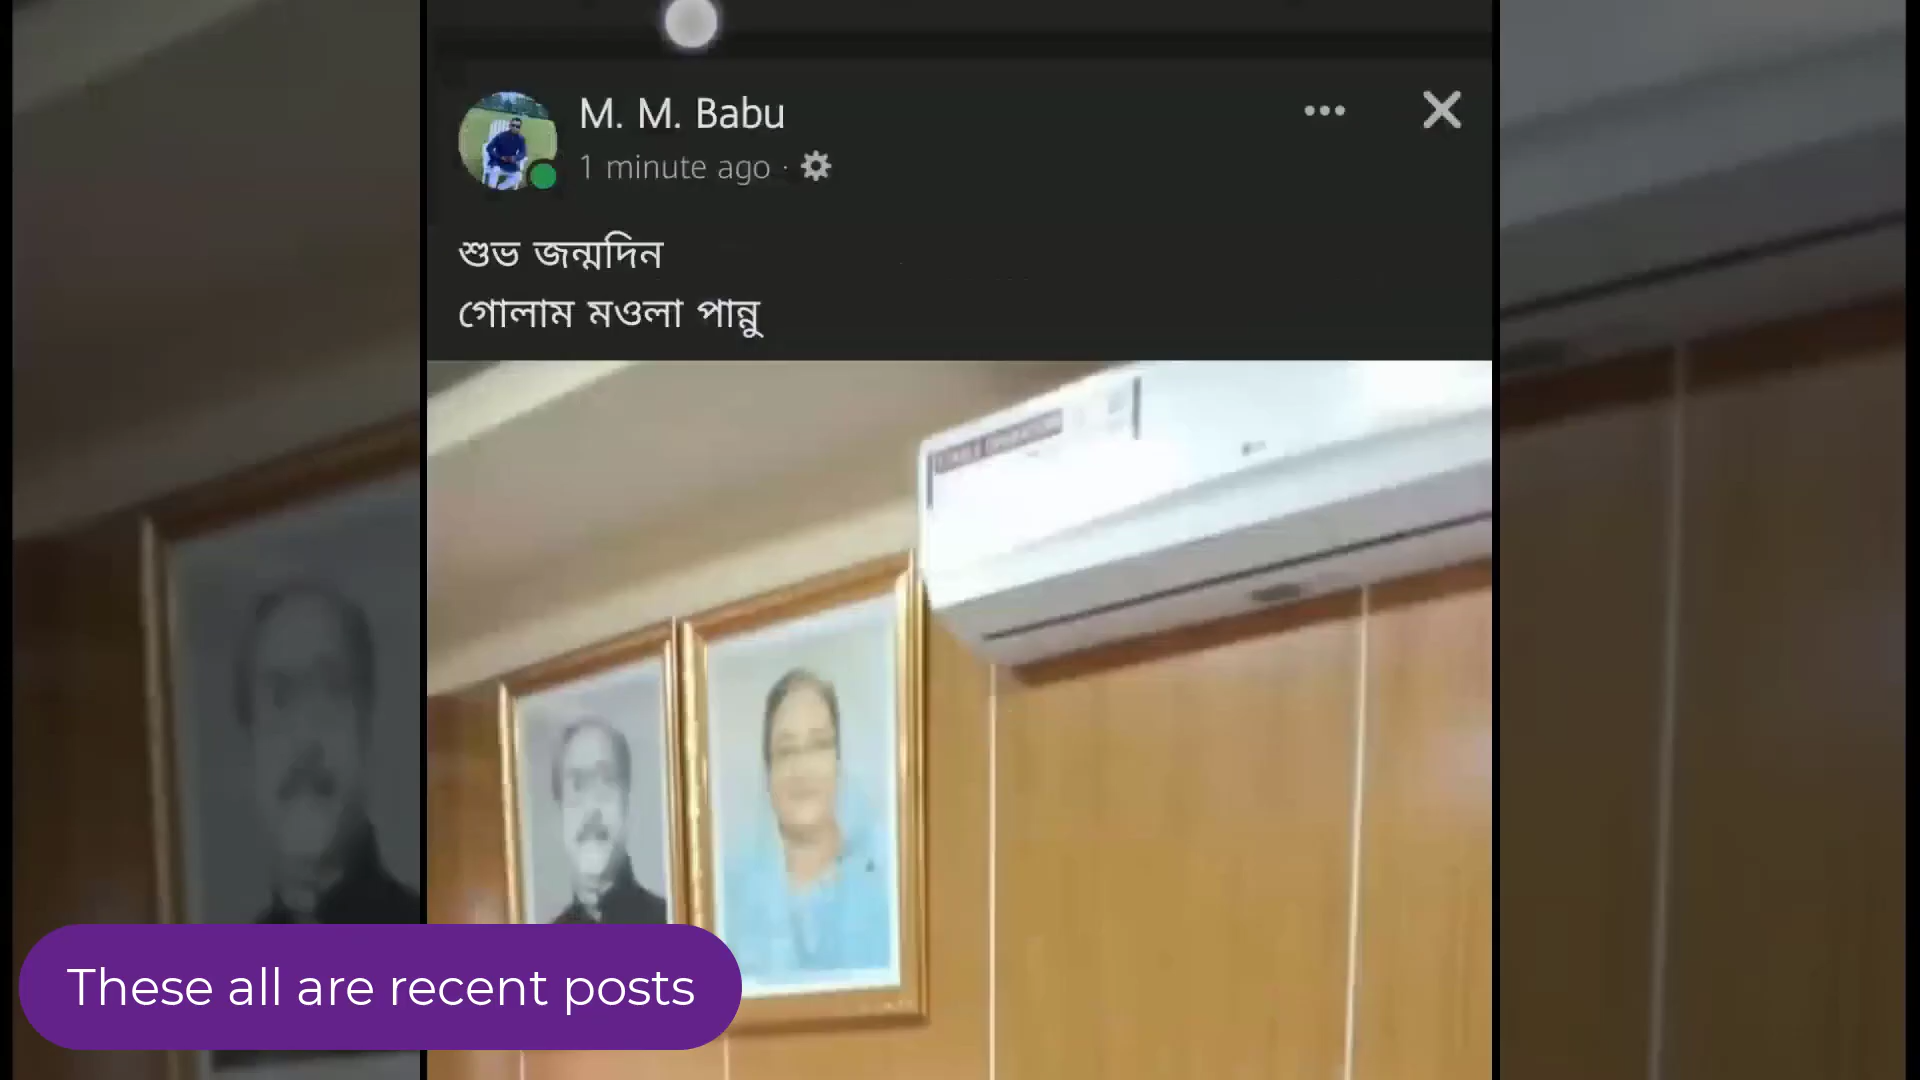 M. M. Babu
1 minute ago ·
শুভ জন্মদিন
গোলাম মওলা পান্নু
These all are recent posts